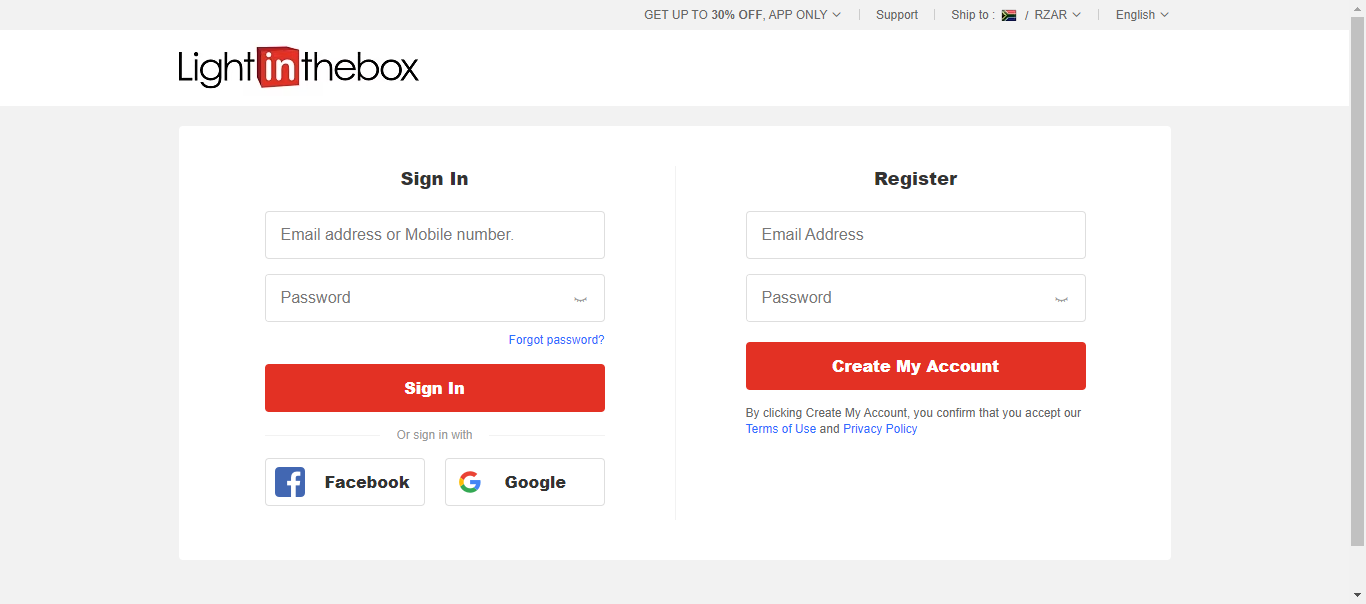 GET UP TO 30% OFF, APP ONLY Support Ship to : / RZAR English
Lightinthebox
Sign In
Email address or Mobile number.
Password
Forgot password?
Sign In
Or sign in with
Facebook Google
Register
Email Address
Password
Create My Account
By clicking Create My Account, you confirm that you accept our
Terms of Use and Privacy Policy